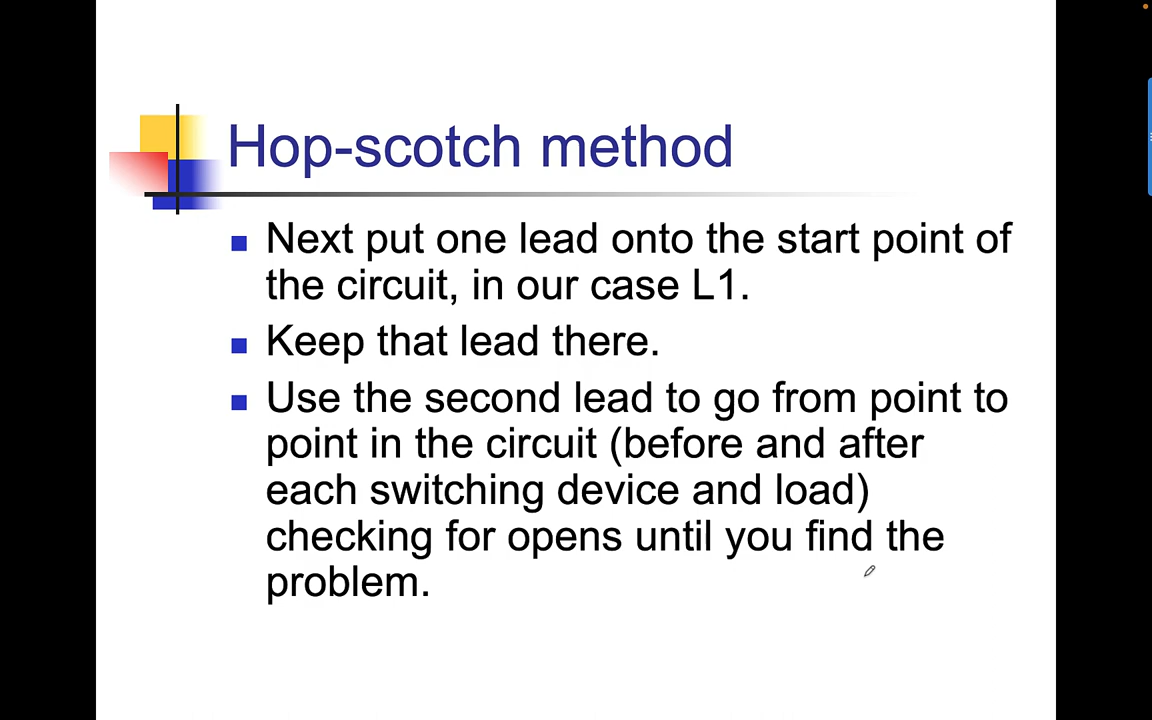 Hop-scotch method
Next put one lead onto the start point of
the circuit, in our case L1.
Keep that lead there.
Use the second lead to go from point to
point in the circuit (before and after
each switching device and load)
checking for opens until you find the
problem.